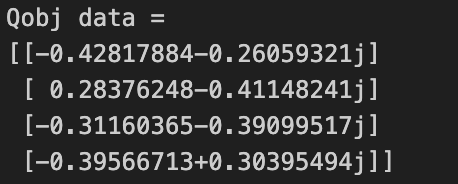 Qobj data =
[[-0.42817884-0.26059321j]
 [ 0.28376248-0.41148241j]
 [-0.31160365-0.39099517j]
 [-0.39566713+0.30395494j]]